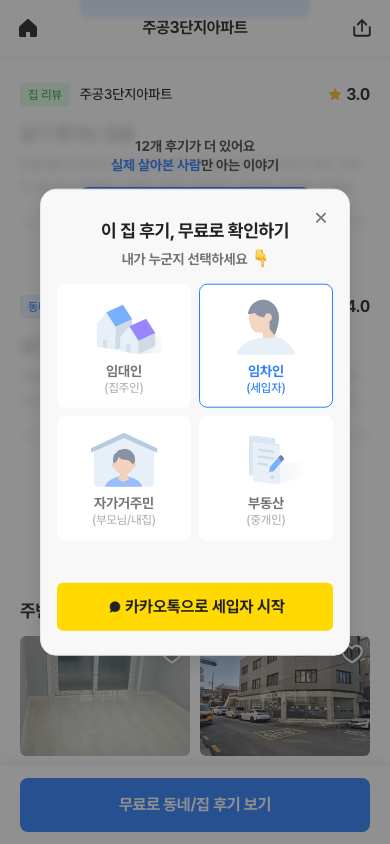 주공3단지아파트
집 리뷰
주공3단지아파트
3.0
12개 후기가 더 있어요
실제 살아본 사람만 아는 이야기
4.0
이 집 후기, 무료로 확인하기
내가 누군지 선택하세요 👇
임대인
(집주인)
임차인
(세입자)
자가거주민
(부모님/내집)
부동산
(중개인)
카카오톡으로 세입자 시작
무료로 동네/집 후기 보기